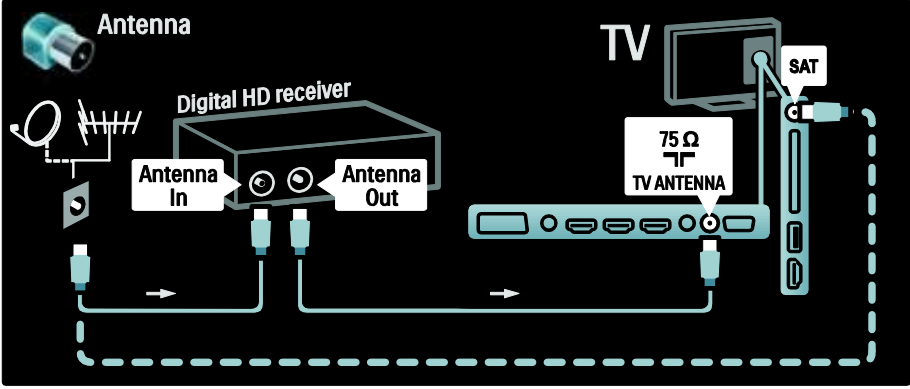 Antenna
TV
SAT
Digital HD receiver
75 Ω
TV ANTENNA
Antenna
In
Antenna
Out